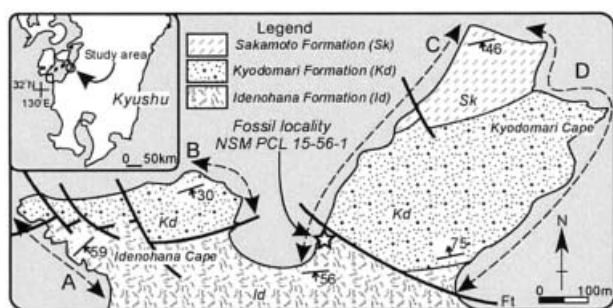 Study area
32°N
130°E
Kyushu
0 50km
Legend
Sakamoto Formation (Sk)
Kyodomari Formation (Kd)
Idenohana Formation (Id)
Fossil locality
NSM PCL 15-56-1
A
B
C
D
46
Sk
Kyodomari Cape
Kd
75
30
Kd
Idenohana Cape
59
56
Id
N
0 100m
Ft